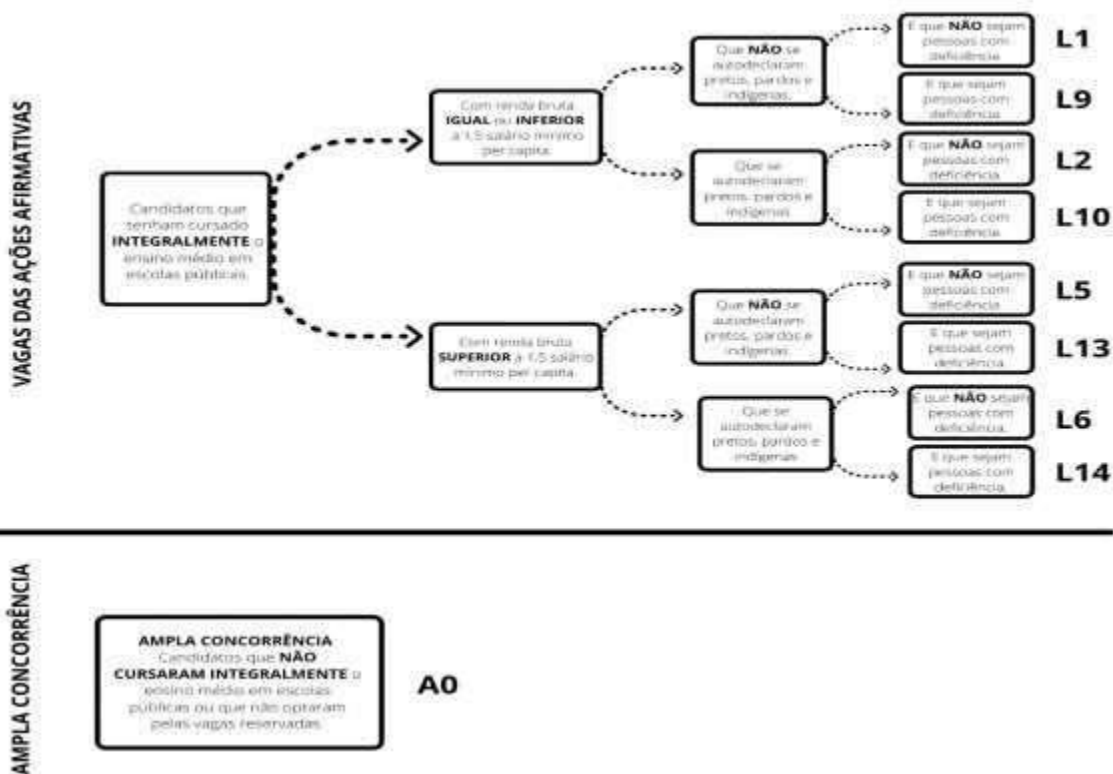 VAGAS DAS AÇÕES AFIRMATIVAS
Candidatos que
tenham cursado
INTEGRALMENTE o
ensino médio em
escolas públicas.
Com renda bruta
IGUAL ou INFERIOR
a 1,5 salário mínimo
per capita.
Que NÃO se
autodeclaram
pretos, pardos e
indígenas.
E que NÃO sejam
pessoas com
deficiência.
L1
E que sejam
pessoas com
deficiência.
L9
Que se
autodeclaram
pretos, pardos e
indígenas
E que NÃO sejam
pessoas com
deficiência.
L2
E que sejam
pessoas com
deficiência.
L10
Com renda bruta
SUPERIOR a 1,5 salário
mínimo per capita.
Que NÃO se
autodeclaram
pretos, pardos e
indígenas.
E que NÃO sejam
pessoas com
deficiência.
L5
E que sejam
pessoas com
deficiência.
L13
Que se
autodeclaram
pretos, pardos e
indígenas
E que NÃO sejam
pessoas com
deficiência.
L6
E que sejam
pessoas com
deficiência.
L14
AMPLA CONCORRÊNCIA
AMPLA CONCORRÊNCIA
Candidatos que NÃO
CURSARAM INTEGRALMENTE o
ensino médio em escolas
públicas ou que não optaram
pelas vagas reservadas.
A0